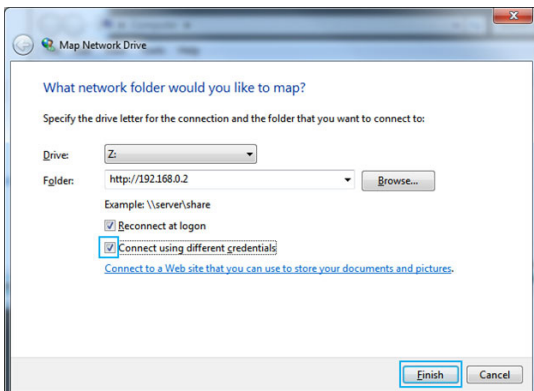 Computer
Map Network Drive
What network folder would you like to map?
Specify the drive letter for the connection and the folder that you want to connect to:
Drive: Z:
Folder: http://192.168.0.2 Browse...
Example: \\server\share
Reconnect at logon
Connect using different credentials
Connect to a Web site that you can use to store your documents and pictures.
Finish Cancel